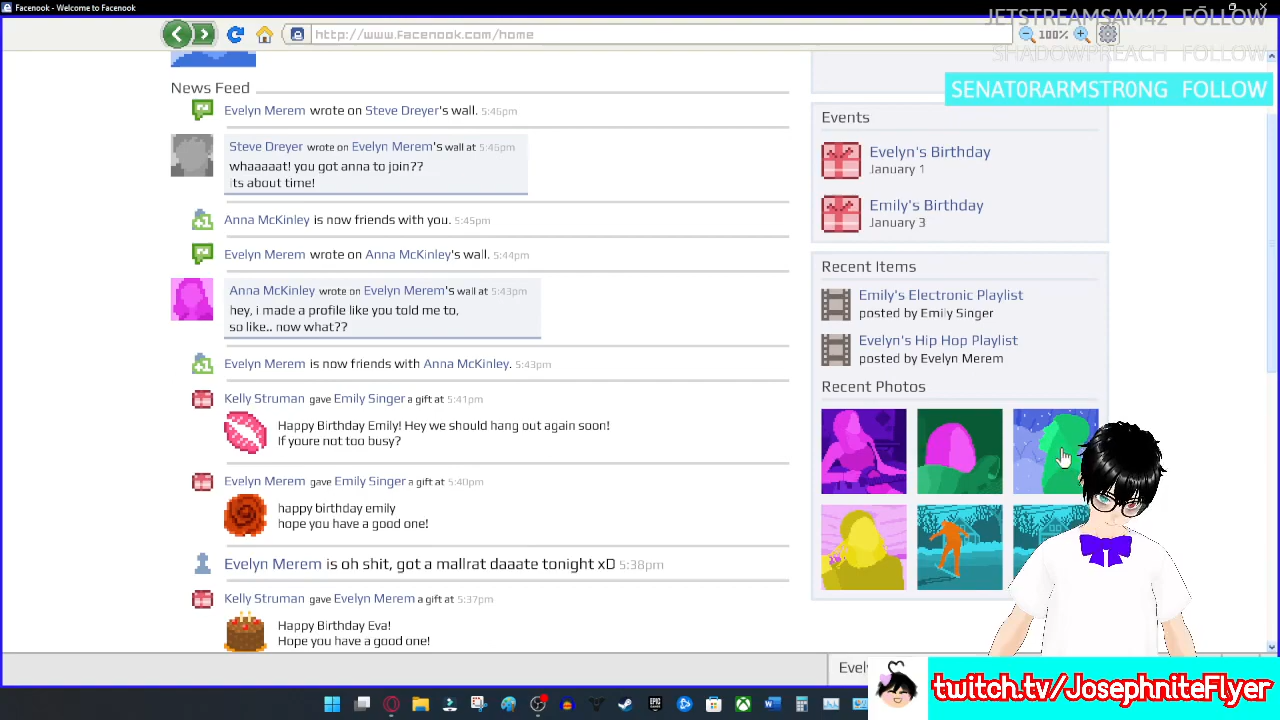 Facenook - Welcome to Facenook
JETSTREAMSAM42 FOLLOW
http://www.facenook.com/home
100%
SHADOWPREACH FOLLOW
SENAT0RARMSTR0NG FOLLOW
News Feed
Evelyn Merem wrote on Steve Dreyer's wall. 5:46pm
Steve Dreyer wrote on Evelyn Merem's wall at 5:46pm
whaaaaat! you got anna to join??
its about time!
Anna McKinley is now friends with you. 5:45pm
Evelyn Merem wrote on Anna McKinley's wall. 5:44pm
Anna McKinley wrote on Evelyn Merem's wall at 5:43pm
hey, i made a profile like you told me to,
so like.. now what??
Evelyn Merem is now friends with Anna McKinley. 5:43pm
Kelly Struman gave Emily Singer a gift at 5:41pm
Happy Birthday Emily! Hey we should hang out again soon!
If youre not too busy?
Evelyn Merem gave Emily Singer a gift at 5:40pm
happy birthday emily
hope you have a good one!
Evelyn Merem is oh shit, got a mallrat daaate tonight xD 5:38pm
Kelly Struman gave Evelyn Merem a gift at 5:37pm
Happy Birthday Eva!
Hope you have a good one!
Events
Evelyn's Birthday
January 1
Emily's Birthday
January 3
Recent Items
Emily's Electronic Playlist
posted by Emily Singer
Evelyn's Hip Hop Playlist
posted by Evelyn Merem
Recent Photos
Evel
twitch.tv/JosephniteFlyer